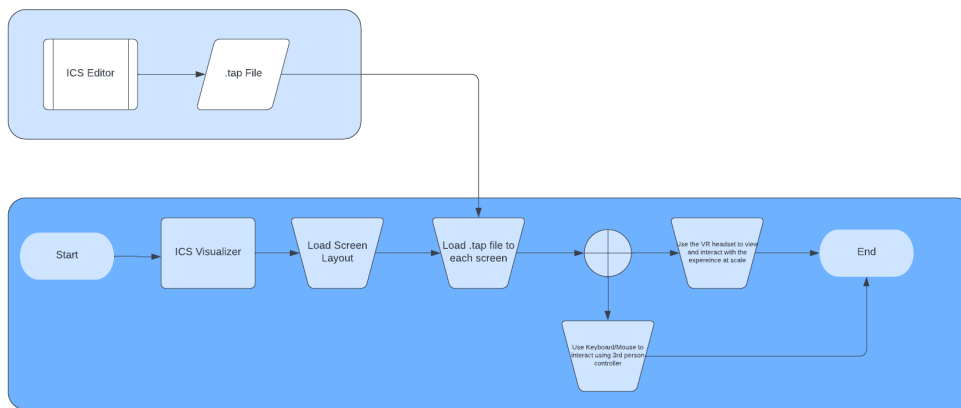 ICS Editor
.tap File
Start
ICS Visualizer
Load Screen
Layout
Load .tap file to
each screen
Use the VR headset to view
and interact with the
expereince at scale
End
Use Keyboard/Mouse to
interact using 3rd person
controller